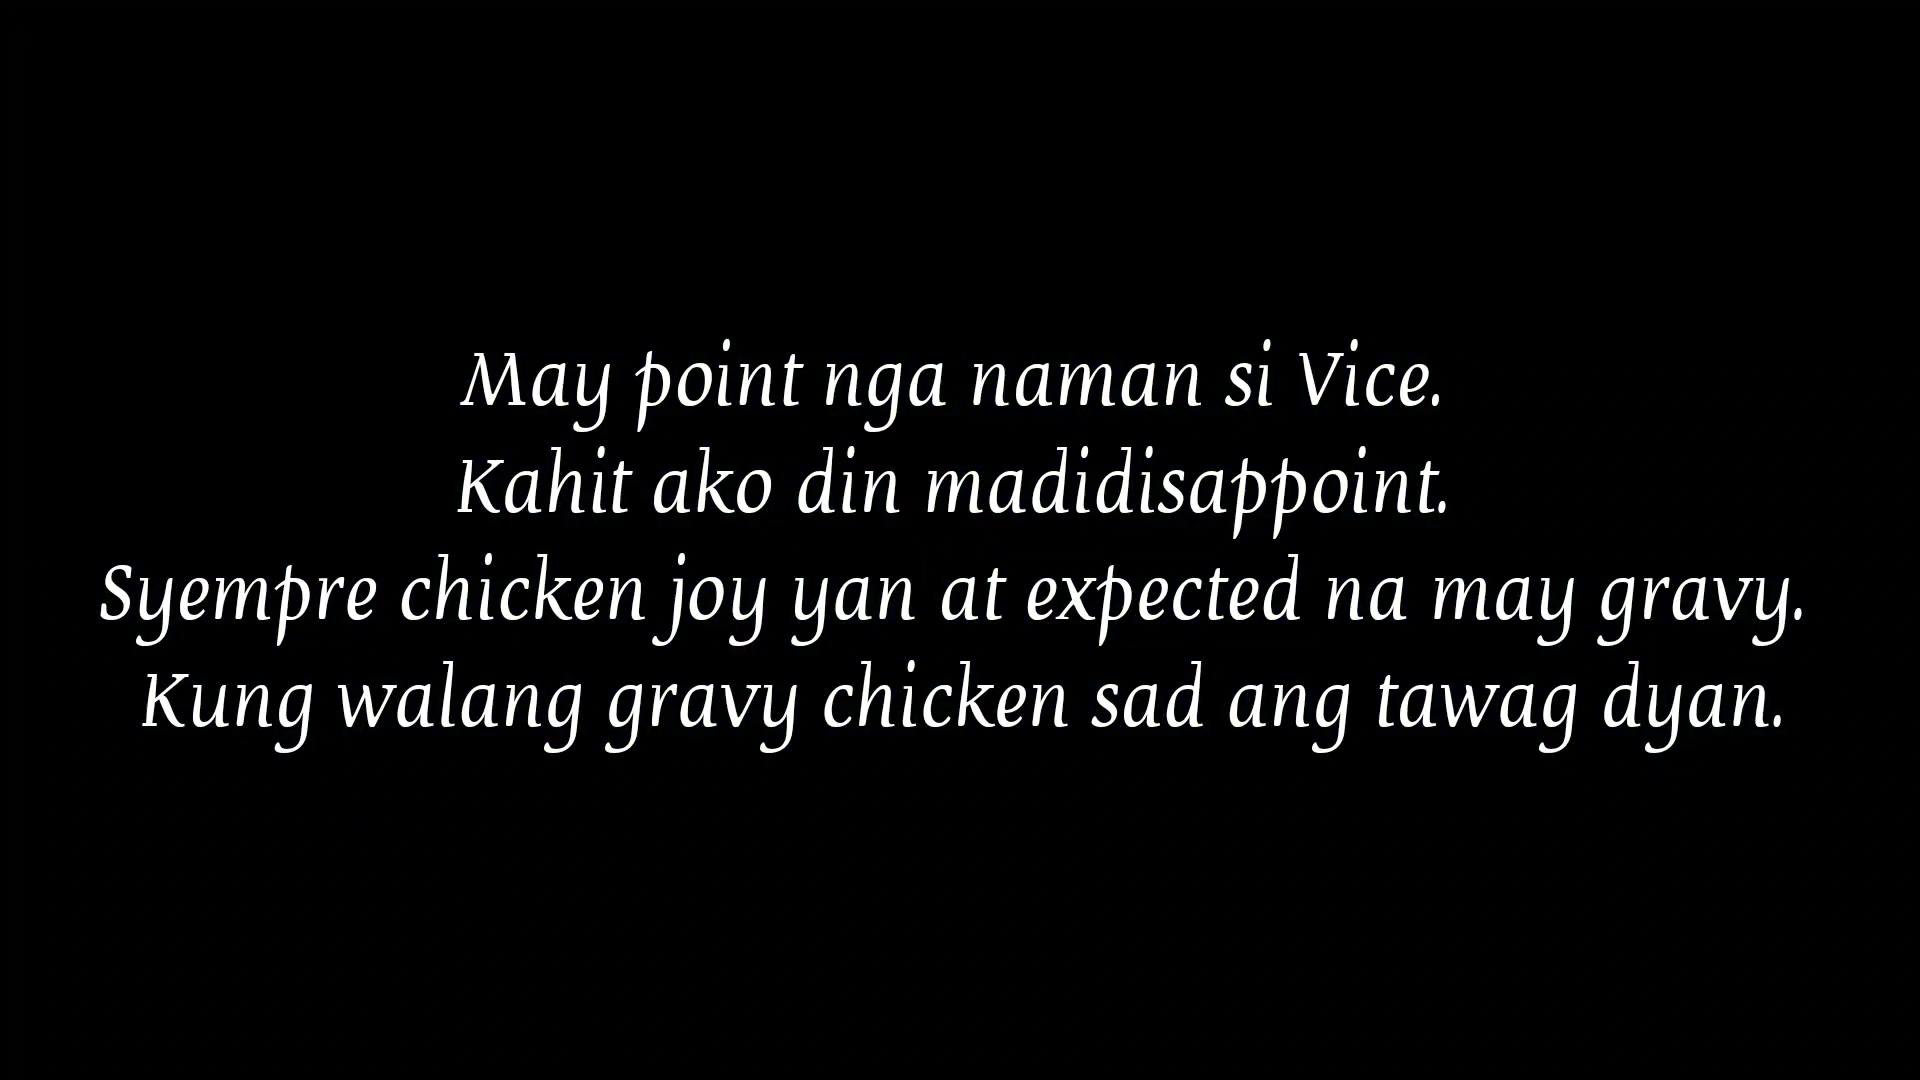 May point nga naman si Vice.
Kahit ako din madidisappoint.
Syempre chicken joy yan at expected na may gravy.
Kung walang gravy chicken sad ang tawag dyan.